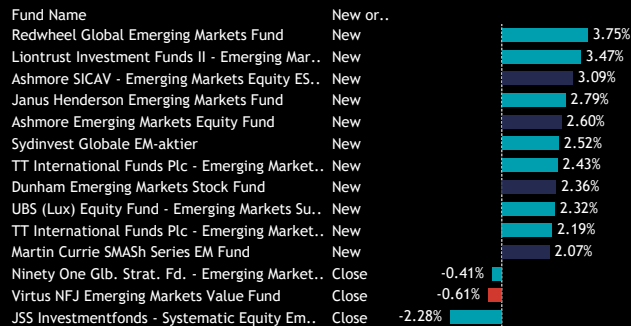 Fund Name New or..
Redwheel Global Emerging Markets Fund New 3.75%
Liontrust Investment Funds II - Emerging Mar.. New 3.47%
Ashmore SICAV - Emerging Markets Equity ES.. New 3.09%
Janus Henderson Emerging Markets Fund New 2.79%
Ashmore Emerging Markets Equity Fund New 2.60%
Sydinvest Globale EM-aktier New 2.52%
TT International Funds Plc - Emerging Market.. New 2.43%
Dunham Emerging Markets Stock Fund New 2.36%
UBS (Lux) Equity Fund - Emerging Markets Su.. New 2.32%
TT International Funds Plc - Emerging Market.. New 2.19%
Martin Currie SMASh Series EM Fund New 2.07%
Ninety One Glb. Strat. Fd. - Emerging Market.. Close -0.41%
Virtus NFJ Emerging Markets Value Fund Close -0.61%
JSS Investmentfonds - Systematic Equity Em.. Close -2.28%